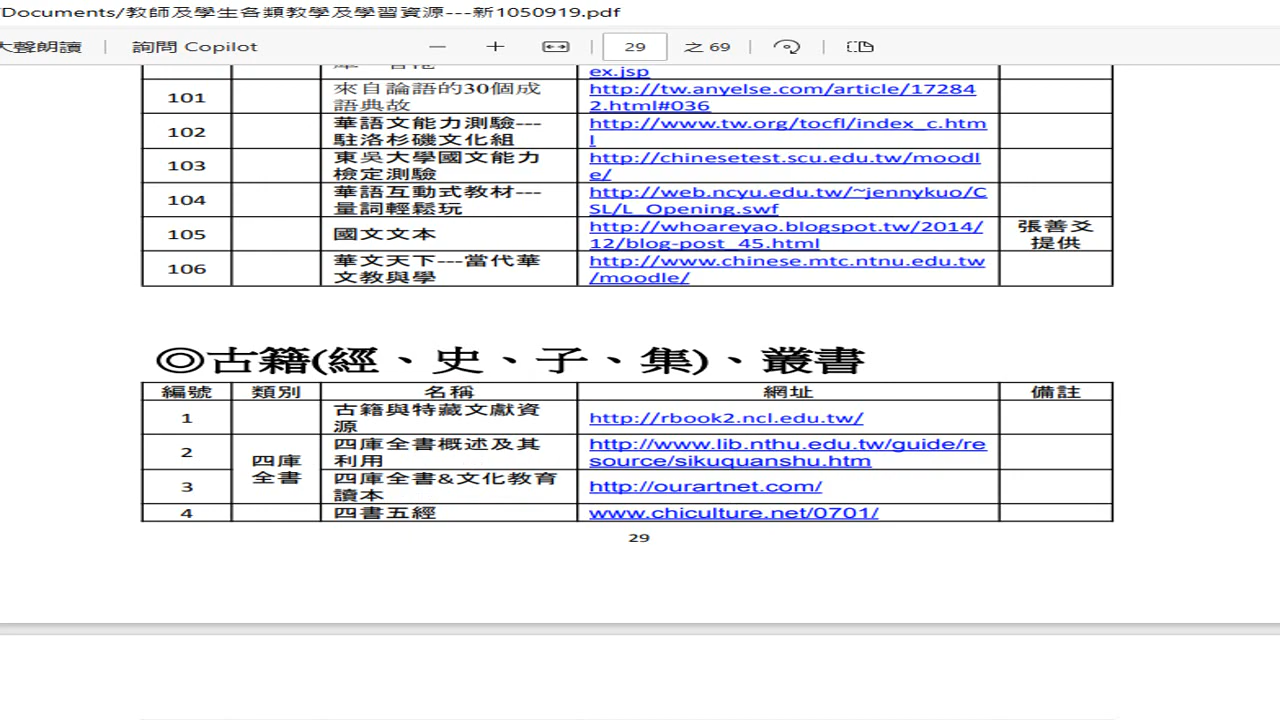 Documents/教師及學生各類教學及學習資源---新1050919.pdf
大聲朗讀 詢問 Copilot 29 之 69
ex.jsp
101 來自論語的30個成語典故 http://tw.anyelse.com/article/172842.html#036
102 華語文能力測驗---駐洛杉磯文化組 http://www.tw.org/tocfl/index_c.html
103 東吳大學國文能力檢定測驗 http://chinesetest.scu.edu.tw/moodle/
104 華語互動式教材---量詞輕鬆玩 http://web.ncyu.edu.tw/~jennykuo/CSL/L_Opening.swf
105 國文文本 http://whoareyao.blogspot.tw/2014/12/blog-post_45.html 張善爻提供
106 華文天下---當代華文教與學 http://www.chinese.mtc.ntnu.edu.tw/moodle/
◎古籍(經、史、子、集)、叢書
編號 類別 名稱 網址 備註
1 古籍與特藏文獻資源 http://rbook2.ncl.edu.tw/
2 四庫全書 四庫全書概述及其利用 http://www.lib.nthu.edu.tw/guide/resource/sikuquanshu.htm
3 四庫全書&文化教育讀本 http://ourartnet.com/
4 四書五經 www.chiculture.net/0701/
29